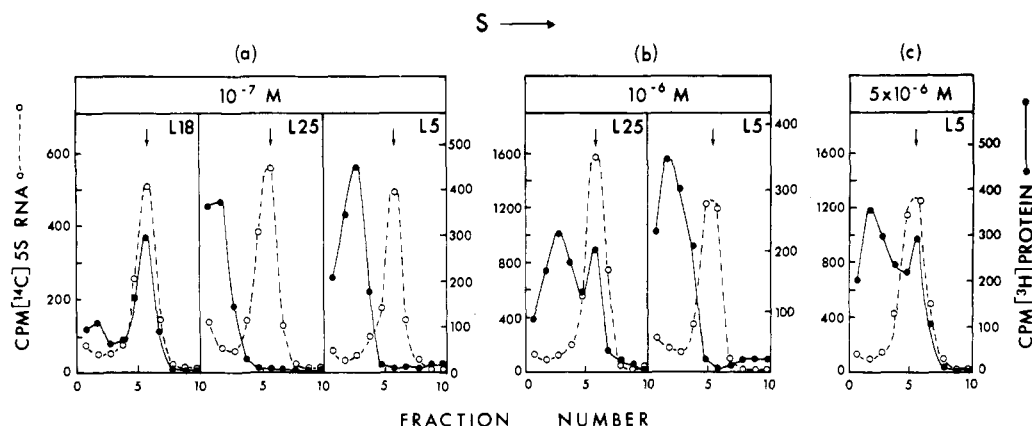 S
(a) (b) (c)
10⁻⁷ M 10⁻⁶ M 5x10⁻⁶ M
L18 L25 L5 L25 L5 L5
600 400 200 0
500 400 300 200 100 0
1600 1200 800 400 0
400 300 200 100 0
1600 1200 800 400 0
500 400 300 200 100 0
0 5 10 5 10 5 10 0 5 10 5 10 0 5 10
CPM [¹⁴C] 5S RNA
CPM [³H] PROTEIN
FRACTION NUMBER